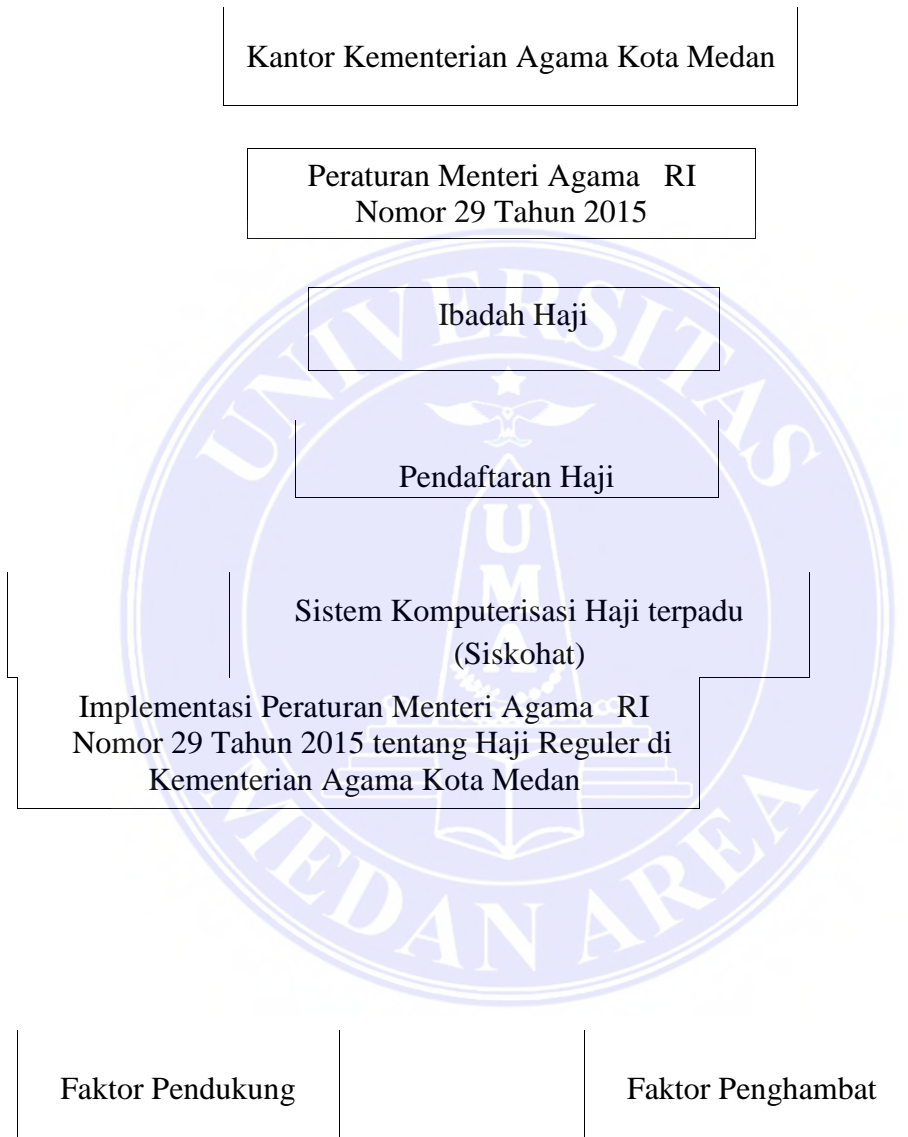 Kantor Kementerian Agama Kota Medan
Peraturan Menteri Agama RI
Nomor 29 Tahun 2015
Ibadah Haji
Pendaftaran Haji
Sistem Komputerisasi Haji terpadu
(Siskohat)
Implementasi Peraturan Menteri Agama RI
Nomor 29 Tahun 2015 tentang Haji Reguler di
Kementerian Agama Kota Medan
Faktor Pendukung
Faktor Penghambat
UNIVERSITAS
UMA
MEDAN AREA